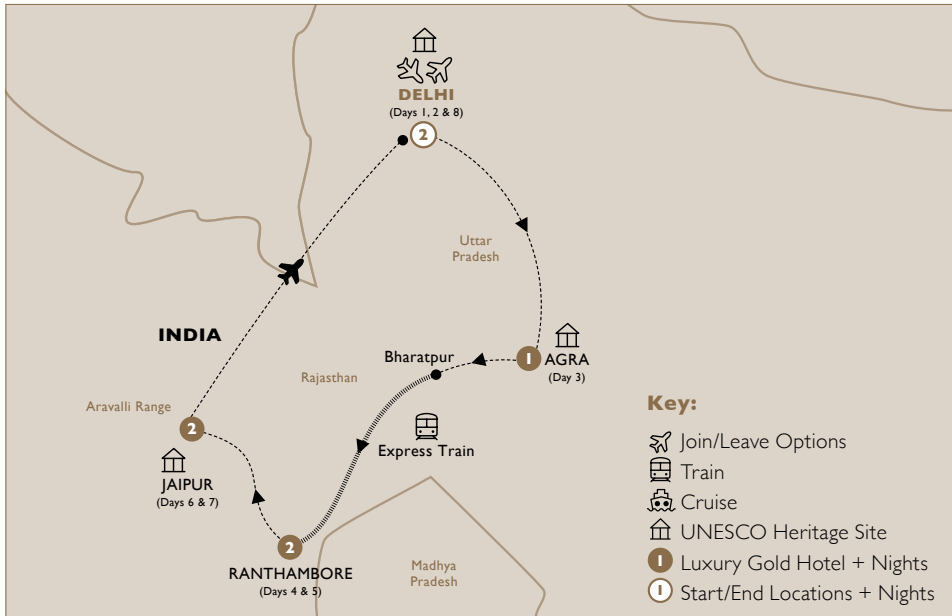 DELHI
(Days 1, 2 & 8)
2
Uttar
Pradesh
INDIA
1
AGRA
(Day 3)
Bharatpur
Rajasthan
Aravalli Range
2
JAIPUR
(Days 6 & 7)
Express Train
2
RANTHAMBORE
(Days 4 & 5)
Madhya
Pradesh
Key:
Join/Leave Options
Train
Cruise
UNESCO Heritage Site
1 Luxury Gold Hotel + Nights
1 Start/End Locations + Nights